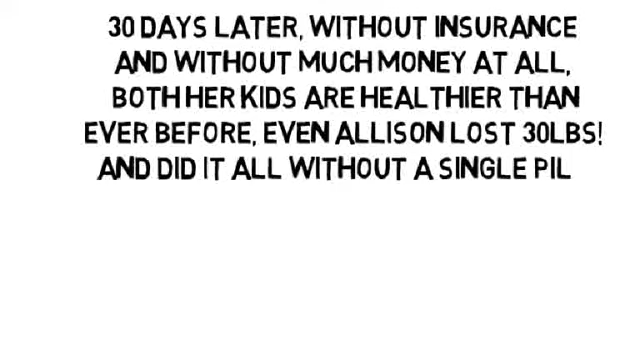 30 DAYS LATER, WITHOUT INSURANCE
AND WITHOUT MUCH MONEY AT ALL,
BOTH HER KIDS ARE HEALTHIER THAN
EVER BEFORE, EVEN ALLISON LOST 30LBS!
AND DID IT ALL WITHOUT A SINGLE PIL